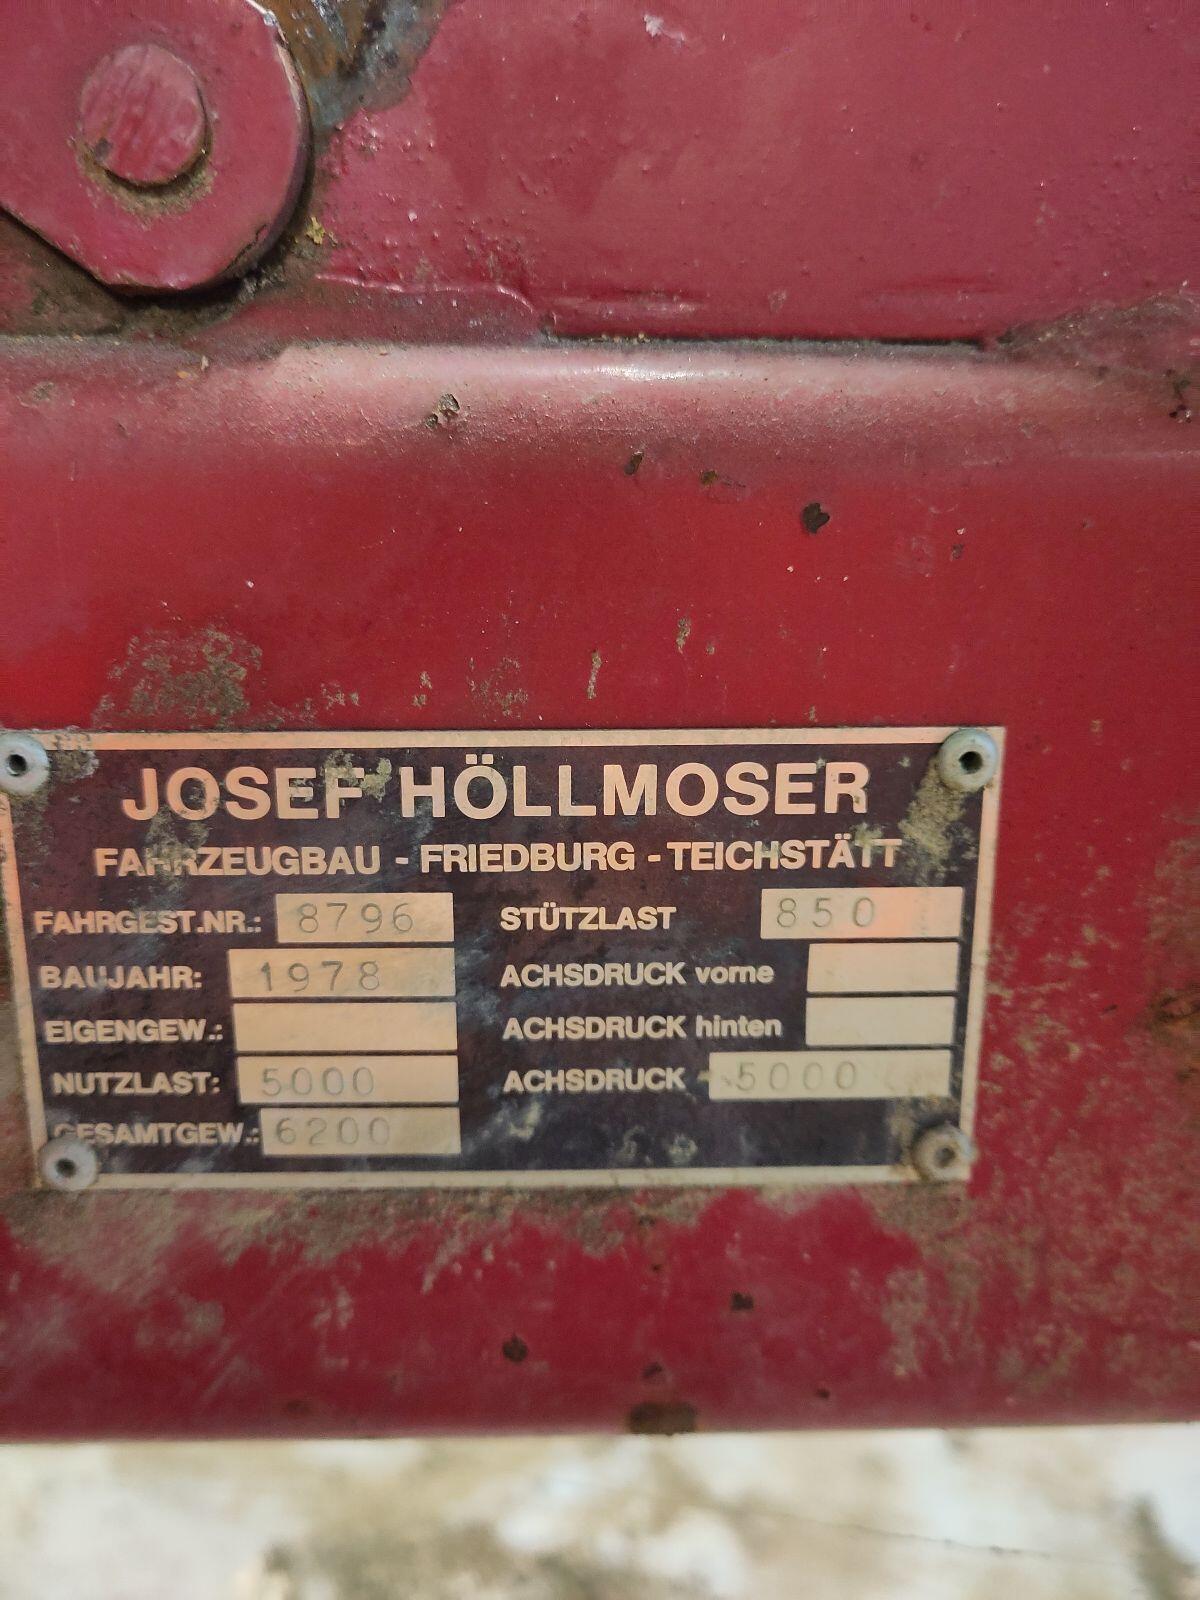 JOSEF HÖLLMOSER
FAHRZEUGBAU - FRIEDBURG - TEICHSTÄTT
FAHRGEST.NR.: 8796 STÜTZLAST 850
BAUJAHR: 1978 ACHSDRUCK vorne
EIGENGEW.: ACHSDRUCK hinten
NUTZLAST: 5000 ACHSDRUCK 5000
GESAMTGEW.: 6200